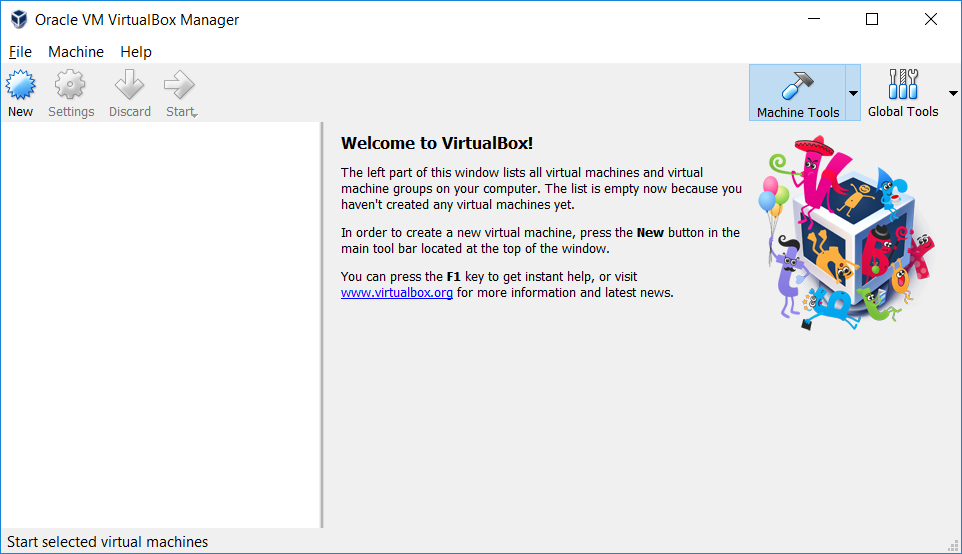 Oracle VM VirtualBox Manager
File Machine Help
New Settings Discard Start Machine Tools Global Tools
Welcome to VirtualBox!
The left part of this window lists all virtual machines and virtual
machine groups on your computer. The list is empty now because you
haven't created any virtual machines yet.
In order to create a new virtual machine, press the New button in the
main tool bar located at the top of the window.
You can press the F1 key to get instant help, or visit
www.virtualbox.org for more information and latest news.
Start selected virtual machines